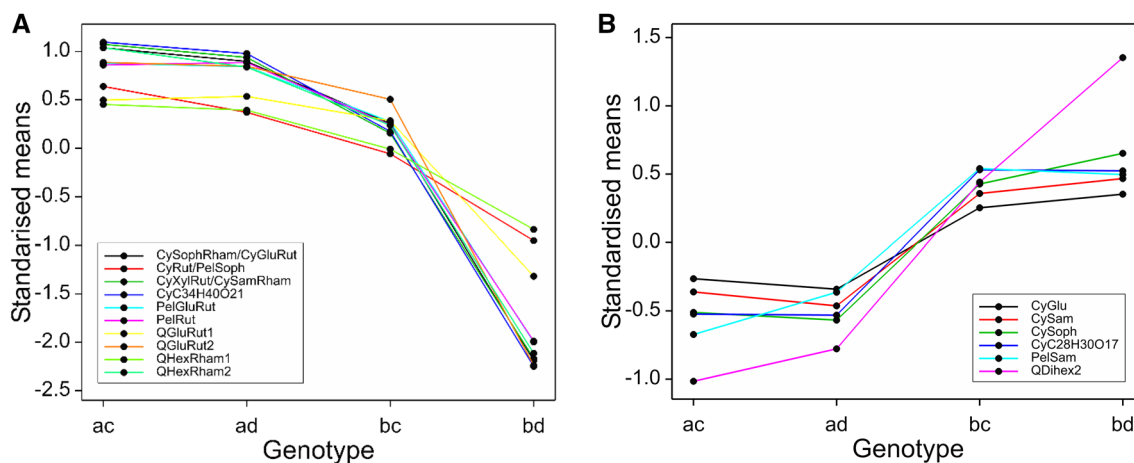 A
Standarised means
1.0
0.5
0.0
-0.5
-1.0
-1.5
-2.0
-2.5
CySophRham/CyGluRut
CyRut/PelSoph
CyXylRut/CySamRham
CyC34H40O21
PelGluRut
PelRut
QGluRut1
QGluRut2
QHexRham1
QHexRham2
ac ad bc bd
Genotype
B
Standardised means
1.5
1.0
0.5
0.0
-0.5
-1.0
CyGlu
CySam
CySoph
CyC28H30O17
PelSam
QDihex2
ac ad bc bd
Genotype